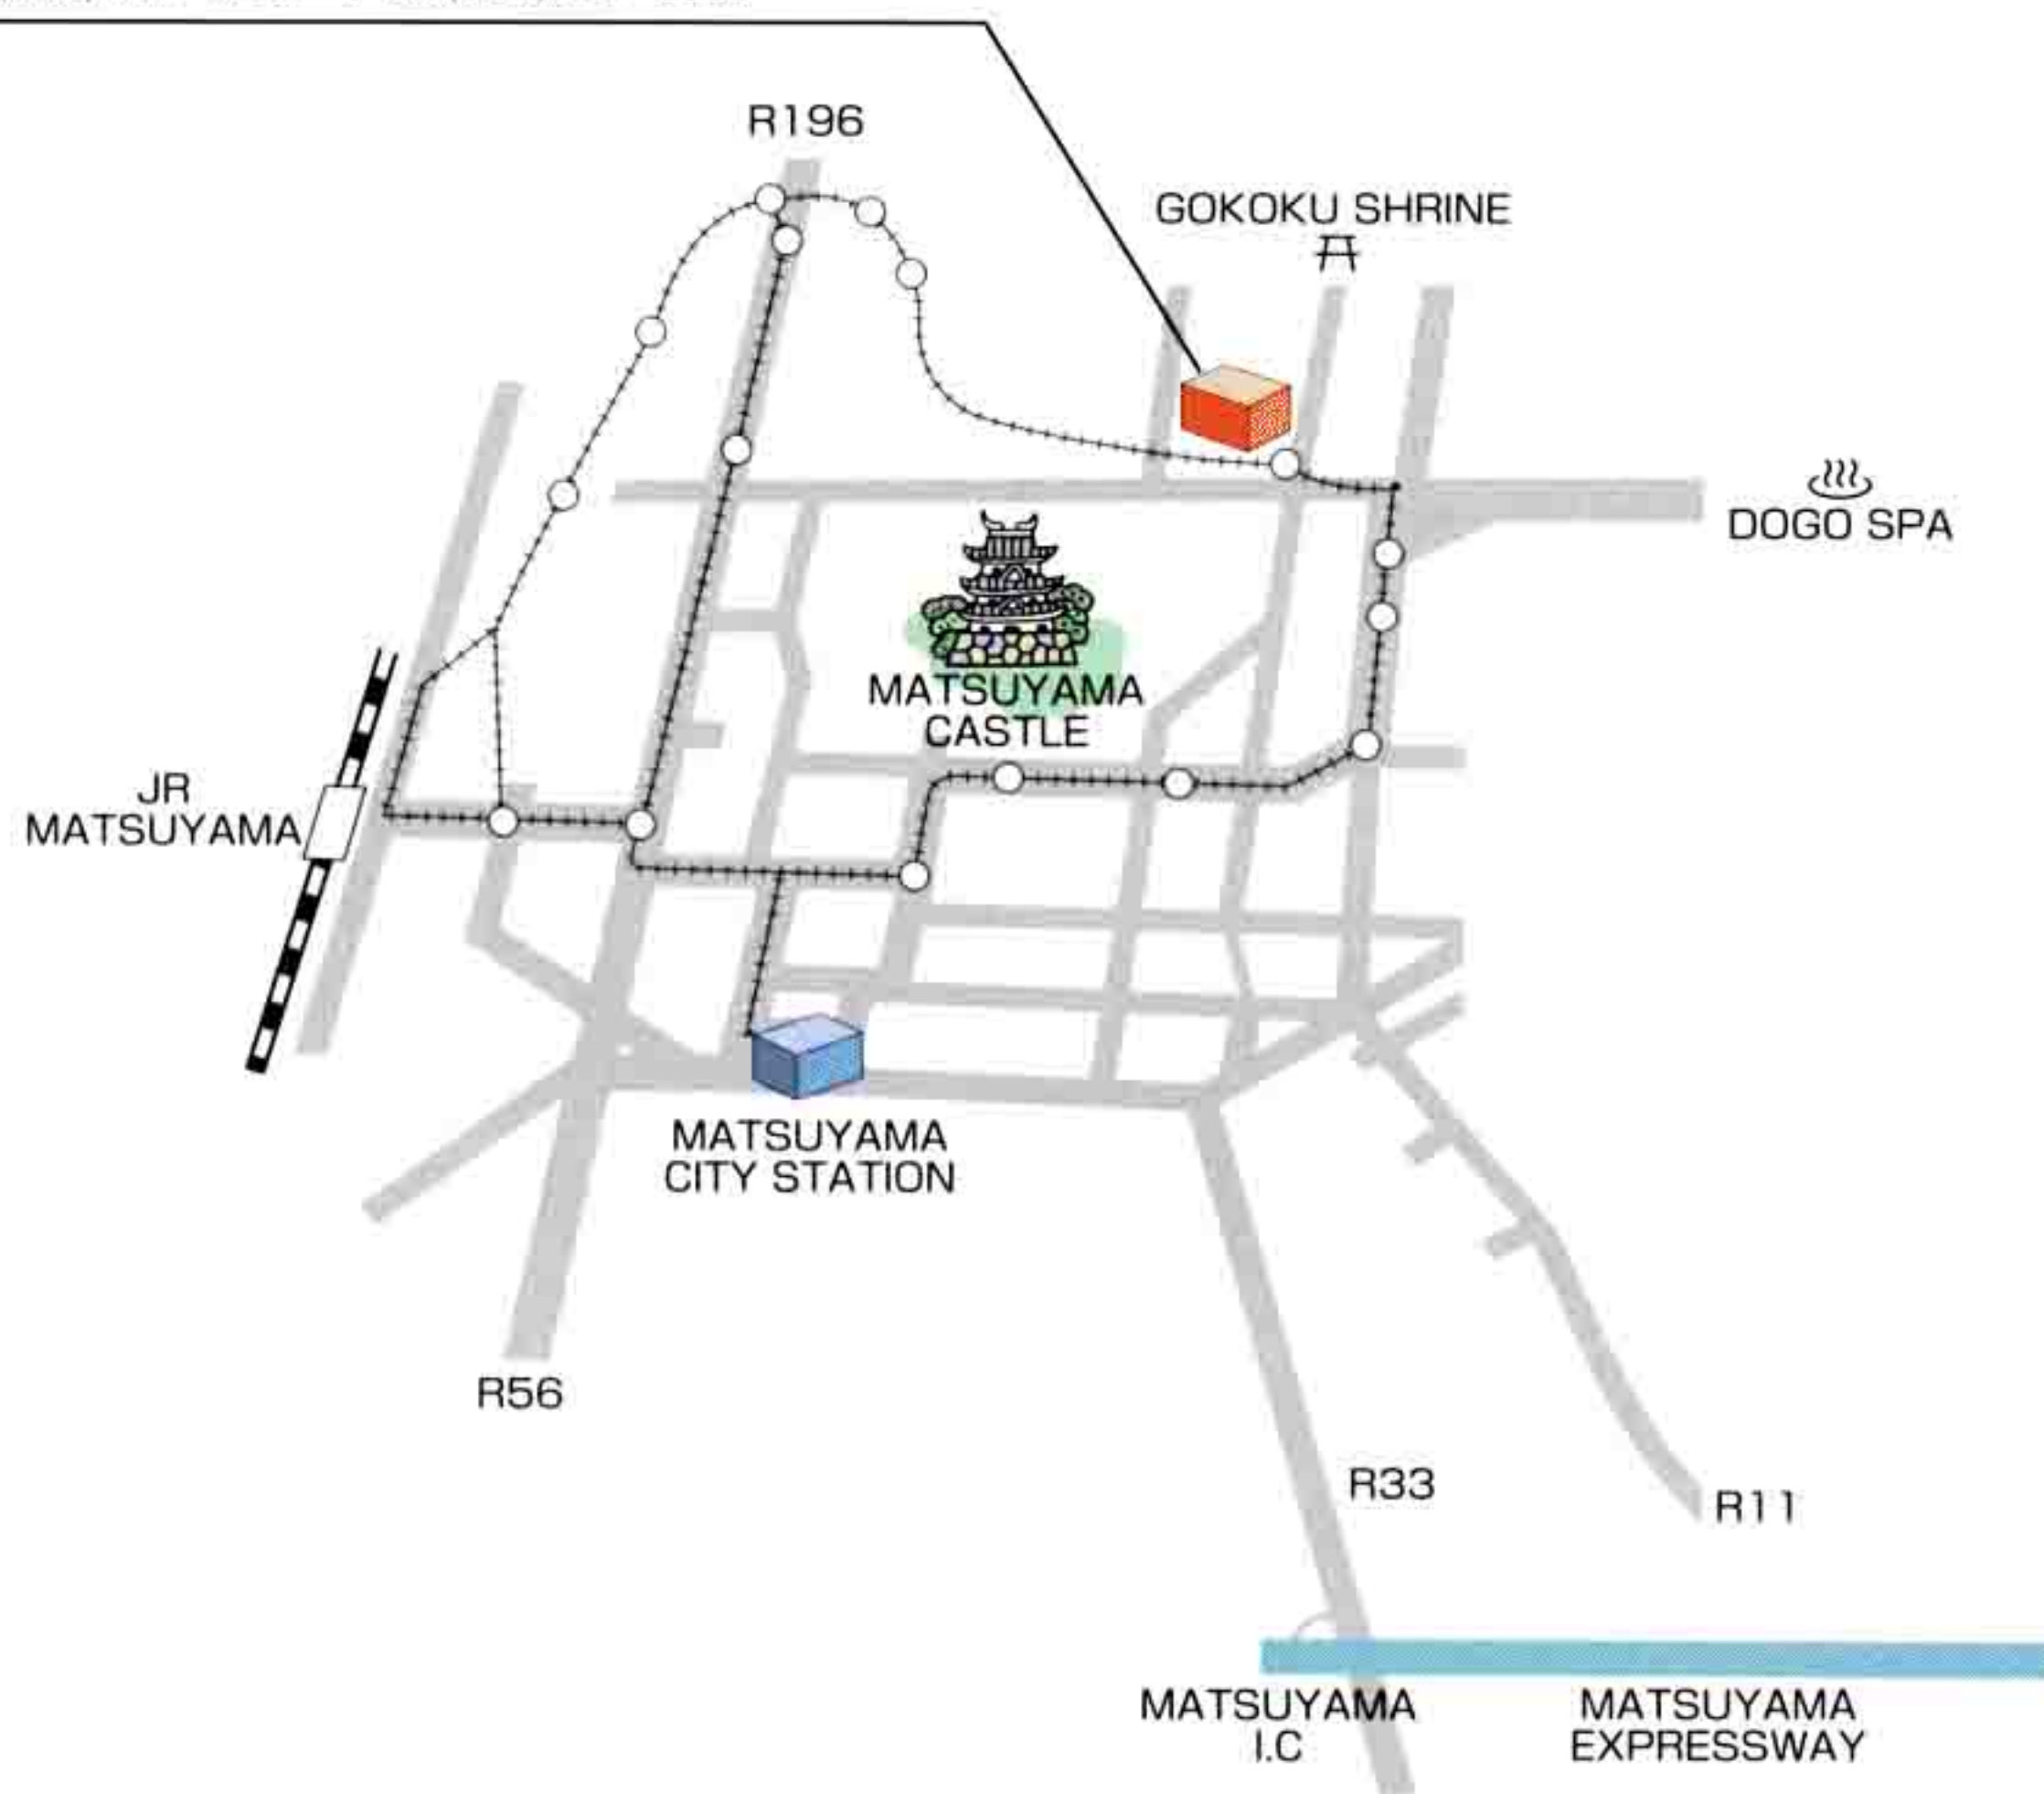 R196
GOKOKU SHRINE
DOGO SPA
MATSUYAMA
CASTLE
JR
MATSUYAMA
MATSUYAMA
CITY STATION
R56
R33
R11
MATSUYAMA
I.C
MATSUYAMA
EXPRESSWAY